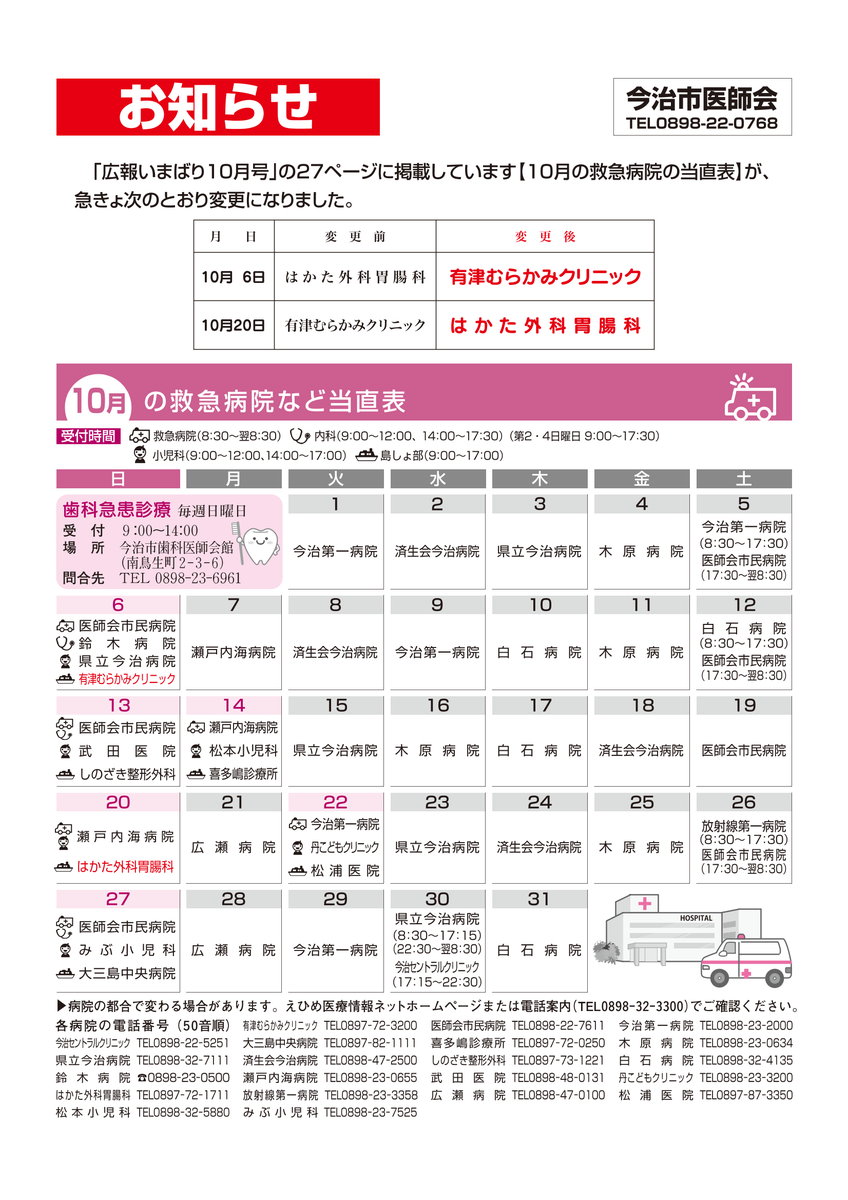 お知らせ
今治市医師会
TEL0898-22-0768
「広報いまばり10月号」の27ページに掲載しています【10月の救急病院の当直表】が、
急きょ次のとおり変更になりました。
月 日 変更前 変更後
10月 6日 はかた外科胃腸科 有津むらかみクリニック
10月20日 有津むらかみクリニック はかた外科胃腸科
10月の救急病院など当直表
受付時間 救急病院(8:30〜翌8:30) 内科(9:00〜12:00、14:00〜17:30)(第2・4日曜日 9:00〜17:30)
小児科(9:00〜12:00、14:00〜17:00) 島しょ部(9:00〜17:00)
日 月 火 水 木 金 土
歯科急患診療 毎週日曜日
受付 9:00〜14:00
場所 今治市歯科医師会館
(南鳥生町2-3-6)
問合先 TEL 0898-23-6961
1
今治第一病院
2
済生会今治病院
3
県立今治病院
4
木原病院
5
今治第一病院
(8:30〜17:30)
医師会市民病院
(17:30〜翌8:30)
6
医師会市民病院
鈴木病院
県立今治病院
有津むらかみクリニック
7
瀬戸内海病院
8
済生会今治病院
9
今治第一病院
10
白石病院
11
木原病院
12
白石病院
(8:30〜17:30)
医師会市民病院
(17:30〜翌8:30)
13
医師会市民病院
武田医院
しのざき整形外科
14
瀬戸内海病院
松本小児科
喜多嶋診療所
15
県立今治病院
16
木原病院
17
白石病院
18
済生会今治病院
19
医師会市民病院
20
瀬戸内海病院
はかた外科胃腸科
21
広瀬病院
22
今治第一病院
丹こどもクリニック
松浦医院
23
県立今治病院
24
済生会今治病院
25
木原病院
26
放射線第一病院
(8:30〜17:30)
医師会市民病院
(17:30〜翌8:30)
27
医師会市民病院
みぶ小児科
大三島中央病院
28
広瀬病院
29
今治第一病院
30
県立今治病院
(8:30〜17:15)
(22:30〜翌8:30)
今治セントラルクリニック
(17:15〜22:30)
31
白石病院
HOSPITAL
▶病院の都合で変わる場合があります。えひめ医療情報ネットホームページまたは電話案内(TEL0898-32-3300)でご確認ください。
各病院の電話番号(50音順) 有津むらかみクリニック TEL0897-72-3200 医師会市民病院 TEL0898-22-7611 今治第一病院 TEL0898-23-2000
今治セントラルクリニック TEL0898-22-5251 大三島中央病院 TEL0897-82-1111 喜多嶋診療所 TEL0897-72-0250 木原病院 TEL0898-23-0634
県立今治病院 TEL0898-32-7111 済生会今治病院 TEL0898-47-2500 しのざき整形外科 TEL0897-73-1221 白石病院 TEL0898-32-4135
鈴木病院 ☎0898-23-0500 瀬戸内海病院 TEL0898-23-0655 武田医院 TEL0898-48-0131 丹こどもクリニック TEL0898-23-3200
はかた外科胃腸科 TEL0897-72-1711 放射線第一病院 TEL0898-23-3358 広瀬病院 TEL0898-47-0100 松浦医院 TEL0897-87-3350
松本小児科 TEL0898-32-5880 みぶ小児科 TEL0898-23-7525